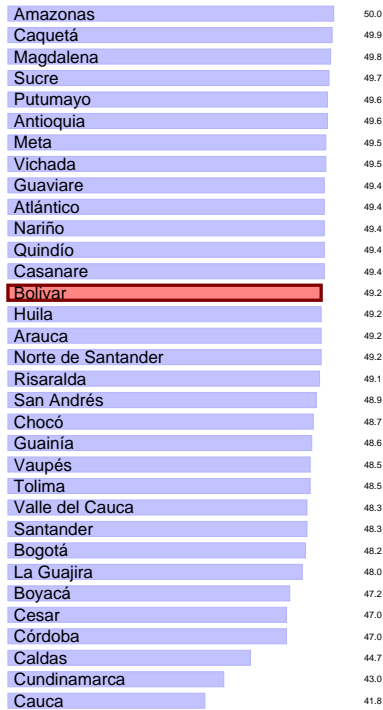 Amazonas 50.0
Caquetá 49.9
Magdalena 49.8
Sucre 49.7
Putumayo 49.6
Antioquia 49.6
Meta 49.5
Vichada 49.5
Guaviare 49.4
Atlántico 49.4
Nariño 49.4
Quindío 49.4
Casanare 49.4
Bolivar 49.2
Huila 49.2
Arauca 49.2
Norte de Santander 49.2
Risaralda 49.1
San Andrés 48.9
Chocó 48.7
Guainía 48.6
Vaupés 48.5
Tolima 48.5
Valle del Cauca 48.3
Santander 48.3
Bogotá 48.2
La Guajira 48.0
Boyacá 47.2
Cesar 47.0
Córdoba 47.0
Caldas 44.7
Cundinamarca 43.0
Cauca 41.8